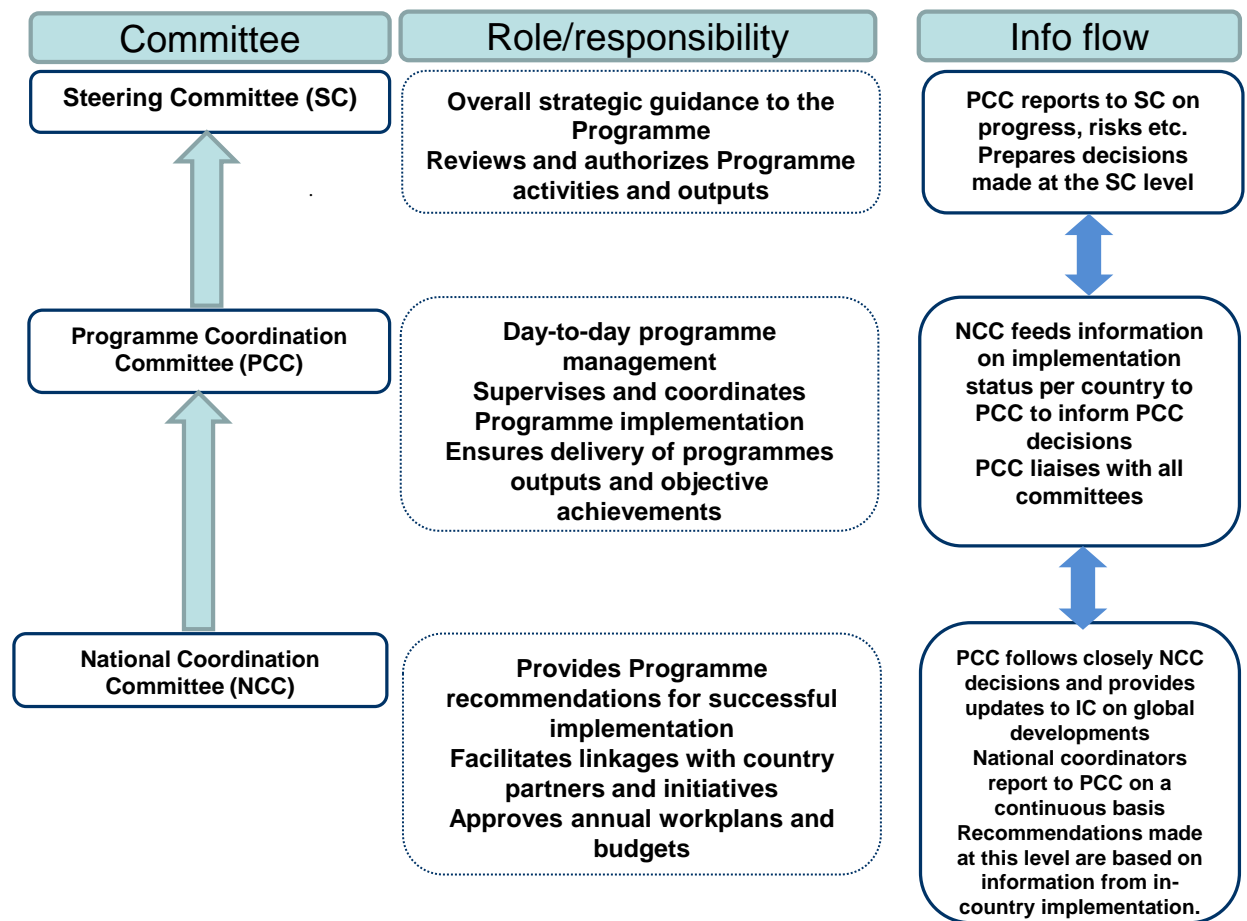 Committee
Role/responsibility
Info flow
Steering Committee (SC)
Overall strategic guidance to the
Programme
Reviews and authorizes Programme
activities and outputs
PCC reports to SC on
progress, risks etc.
Prepares decisions
made at the SC level
Programme Coordination
Committee (PCC)
Day-to-day programme
management
Supervises and coordinates
Programme implementation
Ensures delivery of programmes
outputs and objective
achievements
NCC feeds information
on implementation
status per country to
PCC to inform PCC
decisions
PCC liaises with all
committees
National Coordination
Committee (NCC)
Provides Programme
recommendations for successful
implementation
Facilitates linkages with country
partners and initiatives
Approves annual workplans and
budgets
PCC follows closely NCC
decisions and provides
updates to IC on global
developments
National coordinators
report to PCC on a
continuous basis
Recommendations made
at this level are based on
information from in-
country implementation.